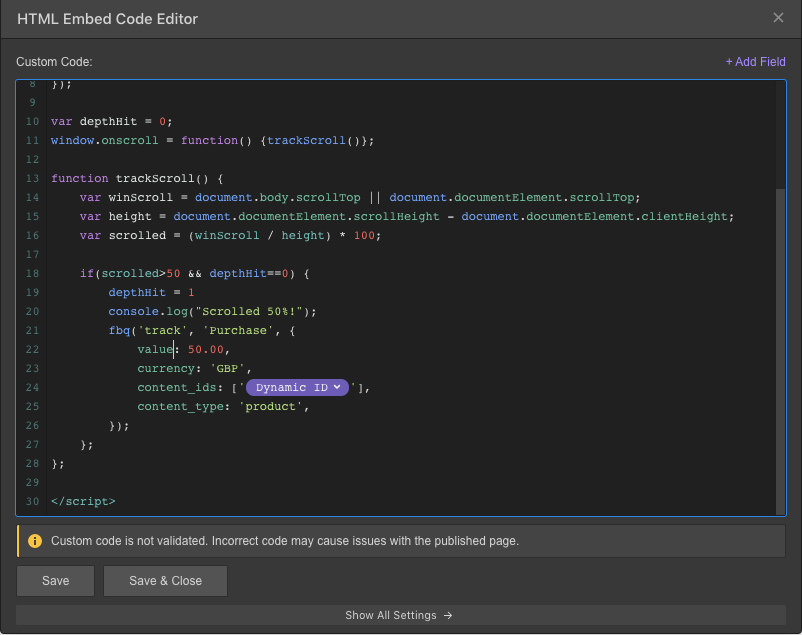 HTML Embed Code Editor
Custom Code:
+ Add Field
8 });
9
10 var depthHit = 0;
11 window.onscroll = function() {trackScroll()};
12
13 function trackScroll() {
14 var winScroll = document.body.scrollTop || document.documentElement.scrollTop;
15 var height = document.documentElement.scrollHeight - document.documentElement.clientHeight;
16 var scrolled = (winScroll / height) * 100;
17
18 if(scrolled>50 && depthHit==0) {
19 depthHit = 1
20 console.log("Scrolled 50%!");
21 fbq('track', 'Purchase', {
22 value: 50.00,
23 currency: 'GBP',
24 content_ids: ['Dynamic ID'],
25 content_type: 'product',
26 });
27 };
28 };
29
30 </script>
Custom code is not validated. Incorrect code may cause issues with the published page.
Save
Save & Close
Show All Settings →